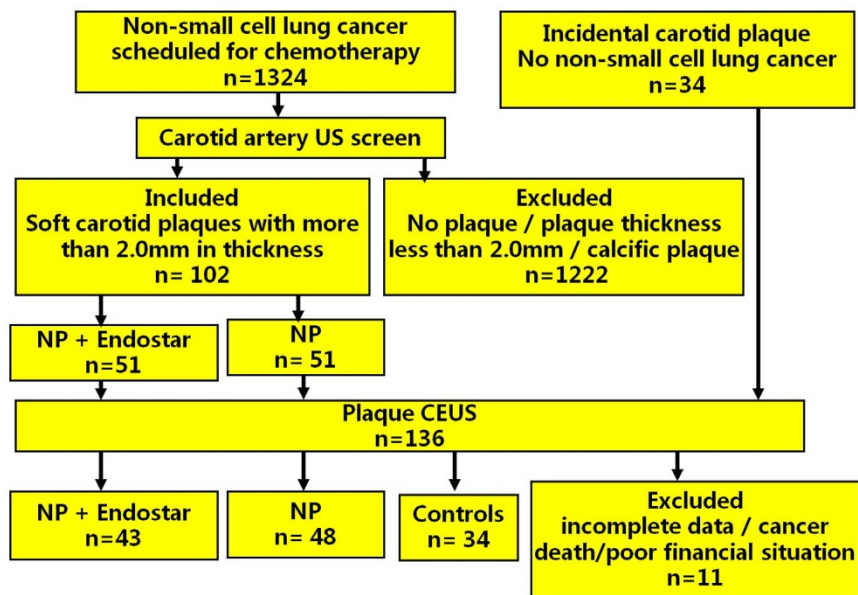 Non-small cell lung cancer
scheduled for chemotherapy
n=1324
Incidental carotid plaque
No non-small cell lung cancer
n=34
Carotid artery US screen
Included
Soft carotid plaques with more
than 2.0mm in thickness
n= 102
Excluded
No plaque / plaque thickness
less than 2.0mm / calcific plaque
n=1222
NP + Endostar
n=51
NP
n= 51
Plaque CEUS
n=136
NP + Endostar
n=43
NP
n= 48
Controls
n= 34
Excluded
incomplete data / cancer
death/poor financial situation
n=11